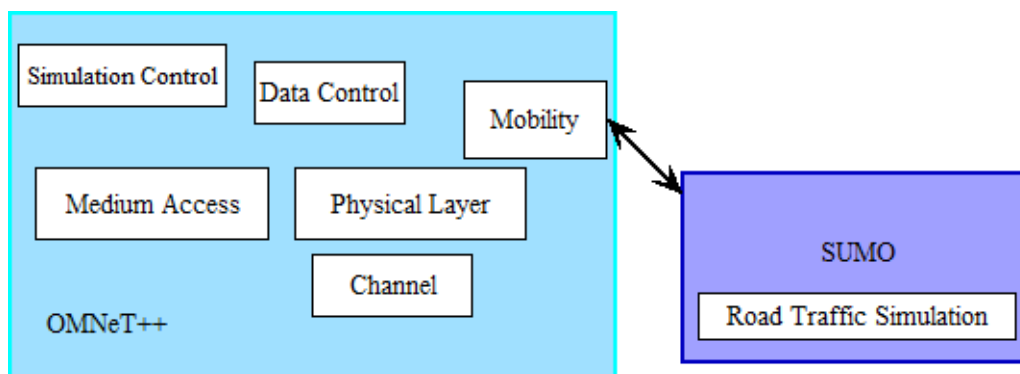 Simulation Control
Data Control
Mobility
Medium Access
Physical Layer
Channel
OMNeT++
SUMO
Road Traffic Simulation